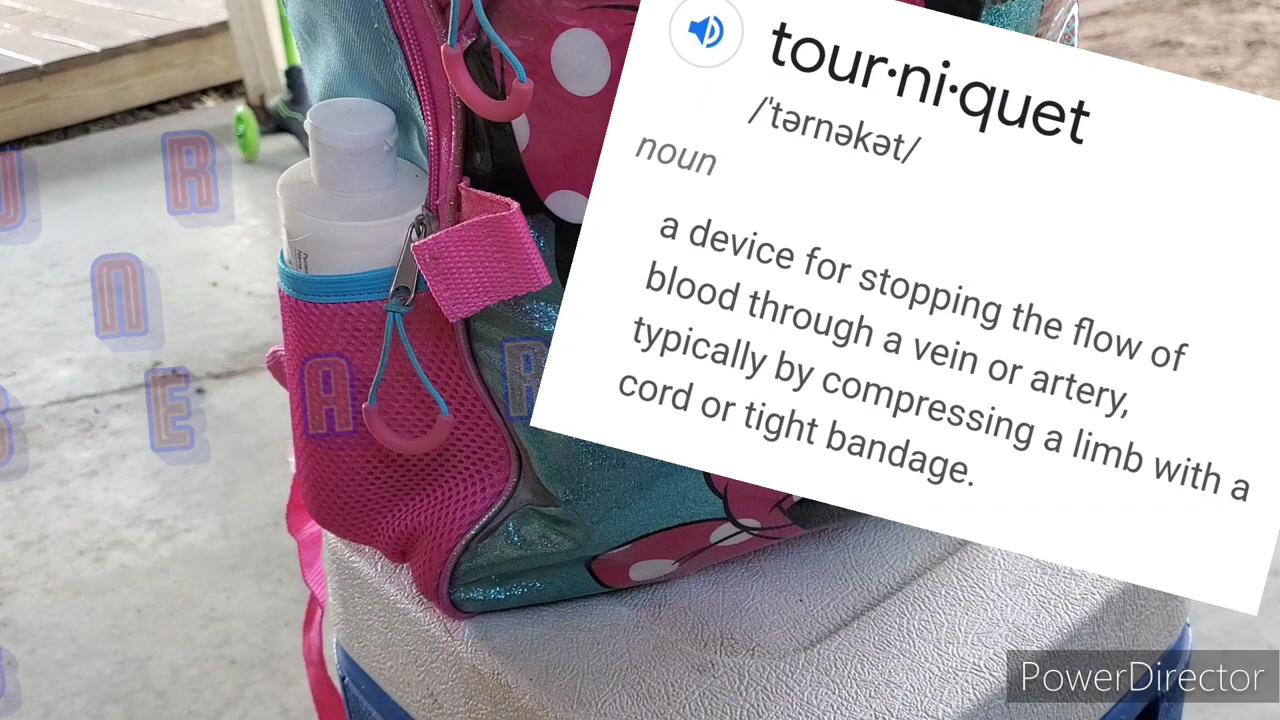 tour·ni·quet
/ˈtərnəkət/
noun
a device for stopping the flow of
blood through a vein or artery,
typically by compressing a limb with a
cord or tight bandage.
R
N
A
E
PowerDirector